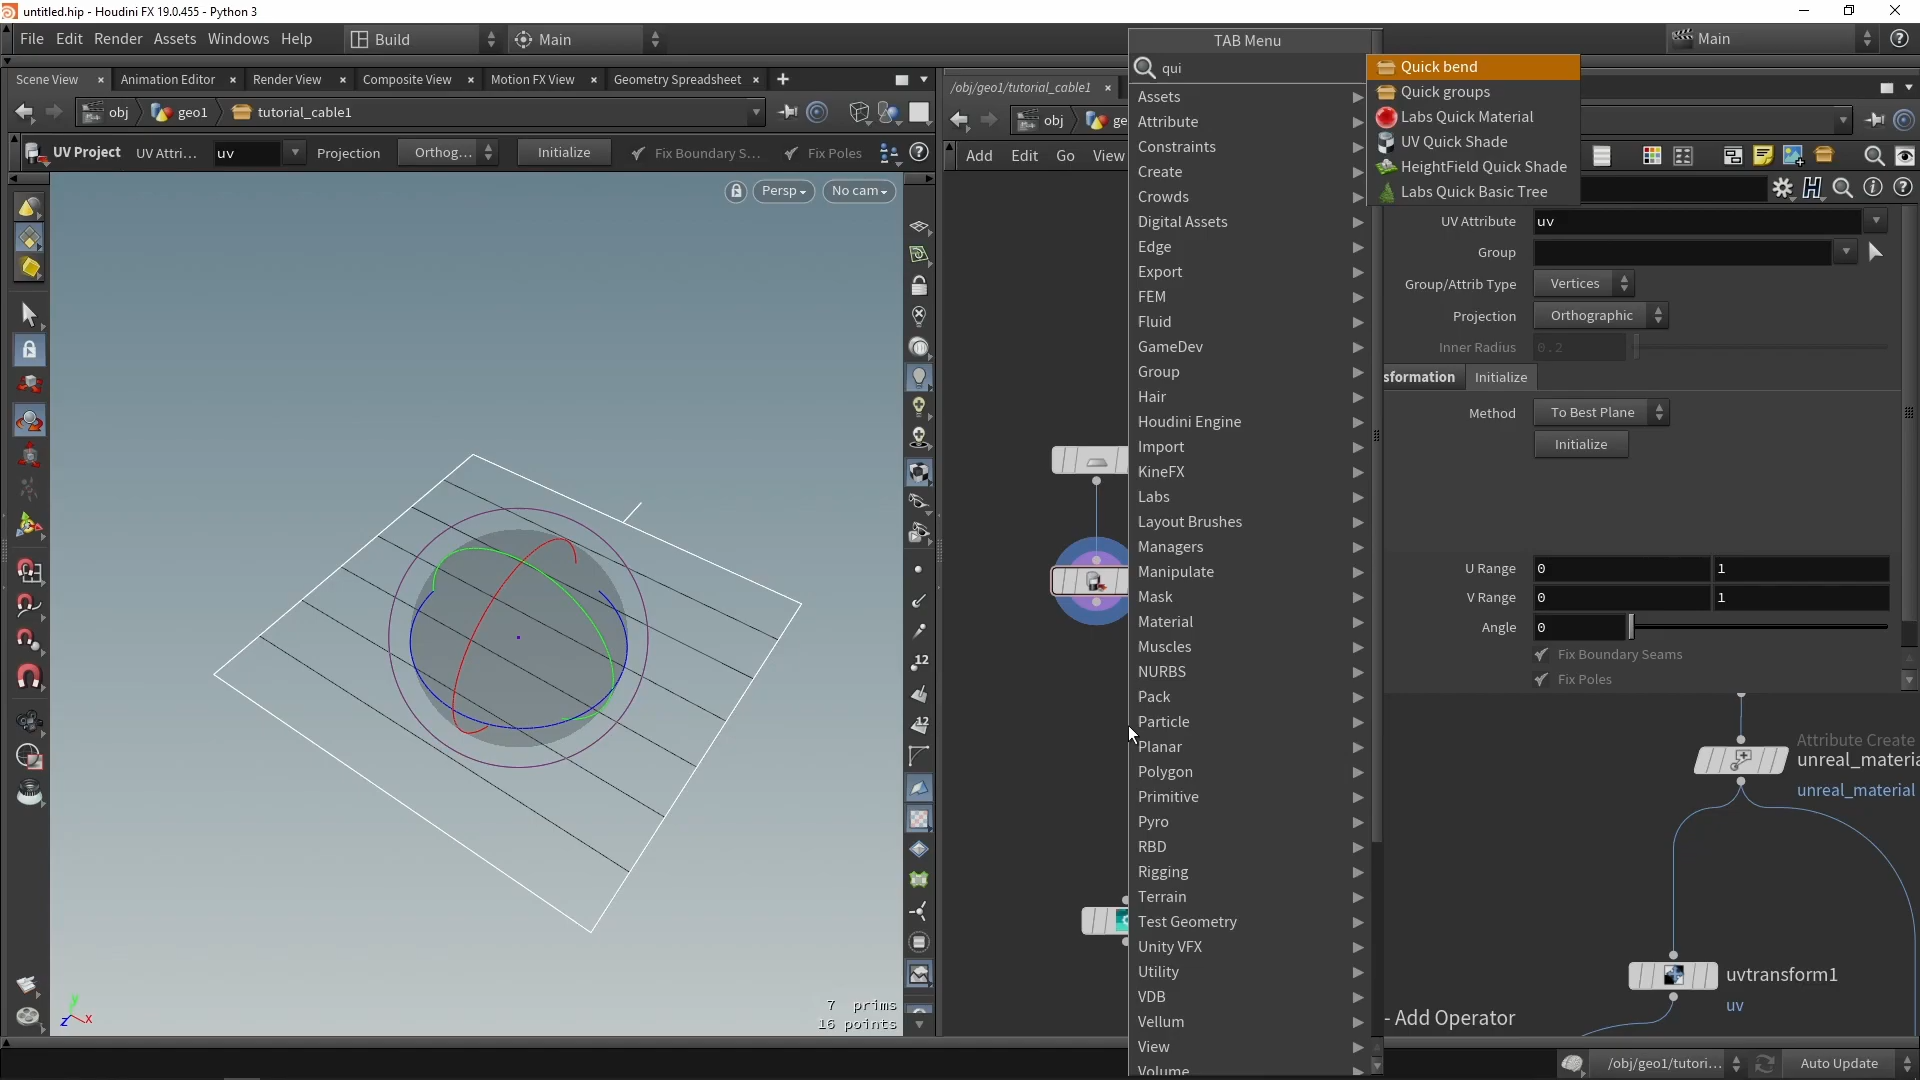 untitled.hip - Houdini FX 19.0.455 - Python 3
File Edit Render Assets Windows Help
Build
Main
Main
Scene View
Animation Editor
Render View
Composite View
Motion FX View
Geometry Spreadsheet
obj
geo1
tutorial_cable1
UV Project
UV Attri...
uv
Projection
Orthog...
Initialize
Fix Boundary S...
Fix Poles
Persp
No cam
12
12
7 prims
16 points
z
y
x
/obj/geo1/tutorial_cable1
obj
ge
Add Edit Go View
TAB Menu
qui
Assets
Attribute
Constraints
Create
Crowds
Digital Assets
Edge
Export
FEM
Fluid
GameDev
Group
Hair
Houdini Engine
Import
KineFX
Labs
Layout Brushes
Managers
Manipulate
Mask
Material
Muscles
NURBS
Pack
Particle
Planar
Polygon
Primitive
Pyro
RBD
Rigging
Terrain
Test Geometry
Unity VFX
Utility
VDB
Vellum
View
Volume
Quick bend
Quick groups
Labs Quick Material
UV Quick Shade
HeightField Quick Shade
Labs Quick Basic Tree
UV Attribute
uv
Group
Group/Attrib Type
Vertices
Projection
Orthographic
Inner Radius
0.2
sformation
Initialize
Method
To Best Plane
Initialize
U Range
0
1
V Range
0
1
Angle
0
Fix Boundary Seams
Fix Poles
Attribute Create
unreal_materia
unreal_material
uvtransform1
uv
- Add Operator
/obj/geo1/tutori...
Auto Update